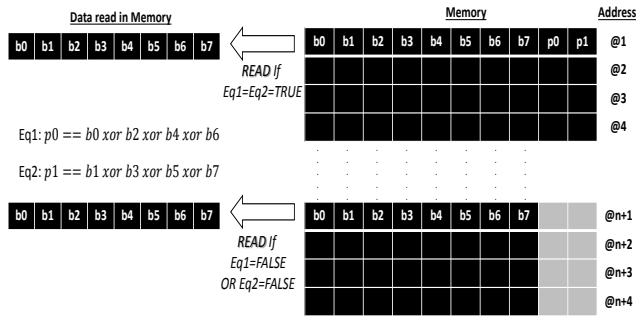 Data read in Memory
Memory
Address
b0 b1 b2 b3 b4 b5 b6 b7
b0 b1 b2 b3 b4 b5 b6 b7 p0 p1
@1
READ If
Eq1=Eq2=TRUE
@2
@3
@4
Eq1: p0 == b0 xor b2 xor b4 xor b6
Eq2: p1 == b1 xor b3 xor b5 xor b7
b0 b1 b2 b3 b4 b5 b6 b7
b0 b1 b2 b3 b4 b5 b6 b7
@n+1
READ If
Eq1=FALSE
OR Eq2=FALSE
@n+2
@n+3
@n+4